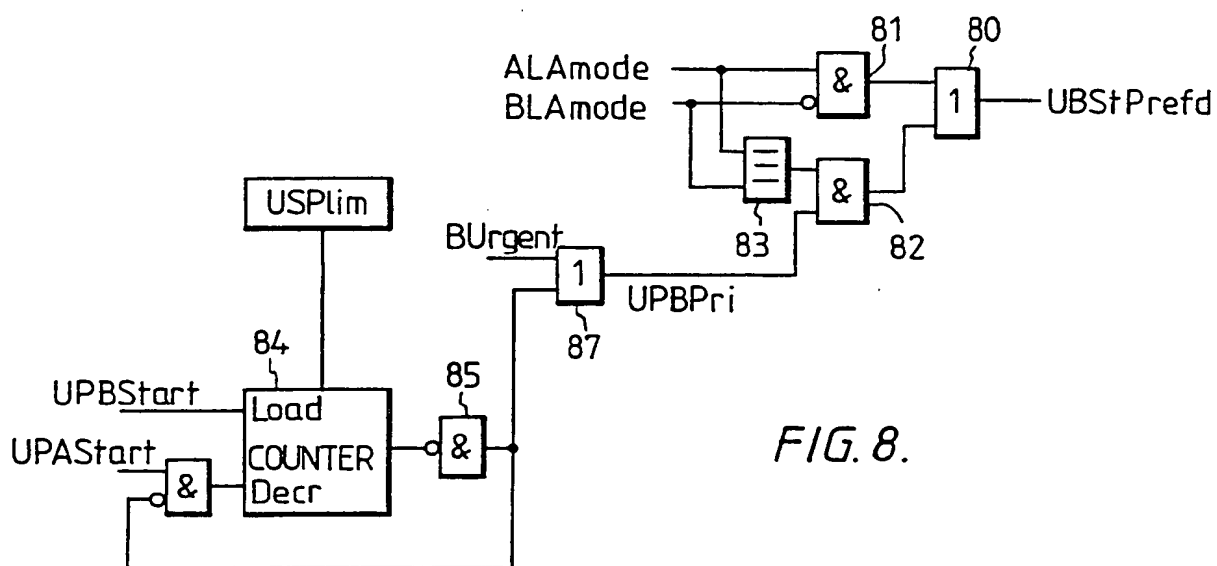 81
80
ALAmode
&
1
UBStPrefd
BLAmode
&
83
82
USPlim
BUrgent
1
UPBPri
87
84
85
UPBStart
Load
UPAStart
COUNTER
&
&
Decr
FIG. 8.